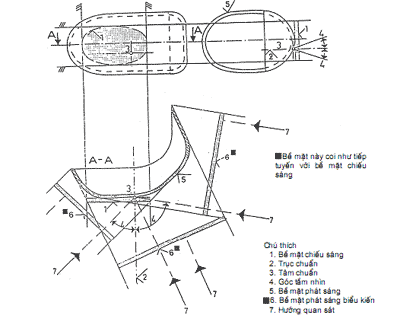 A
A
5
1
4
3
3
2
4
A-A
7
■Bề mặt này coi như tiếp
tuyến với bề mặt chiếu
sáng
6■
3
5
1
7
6■
4
4
6■
7
2
7
7
Chú thích
1. Bề mặt chiếu sáng
2. Trục chuẩn
3. Tâm chuẩn
4. Góc tầm nhìn
5. Bề mặt phát sáng
■6. Bề mặt phát sáng biểu kiến
7. Hướng quan sát